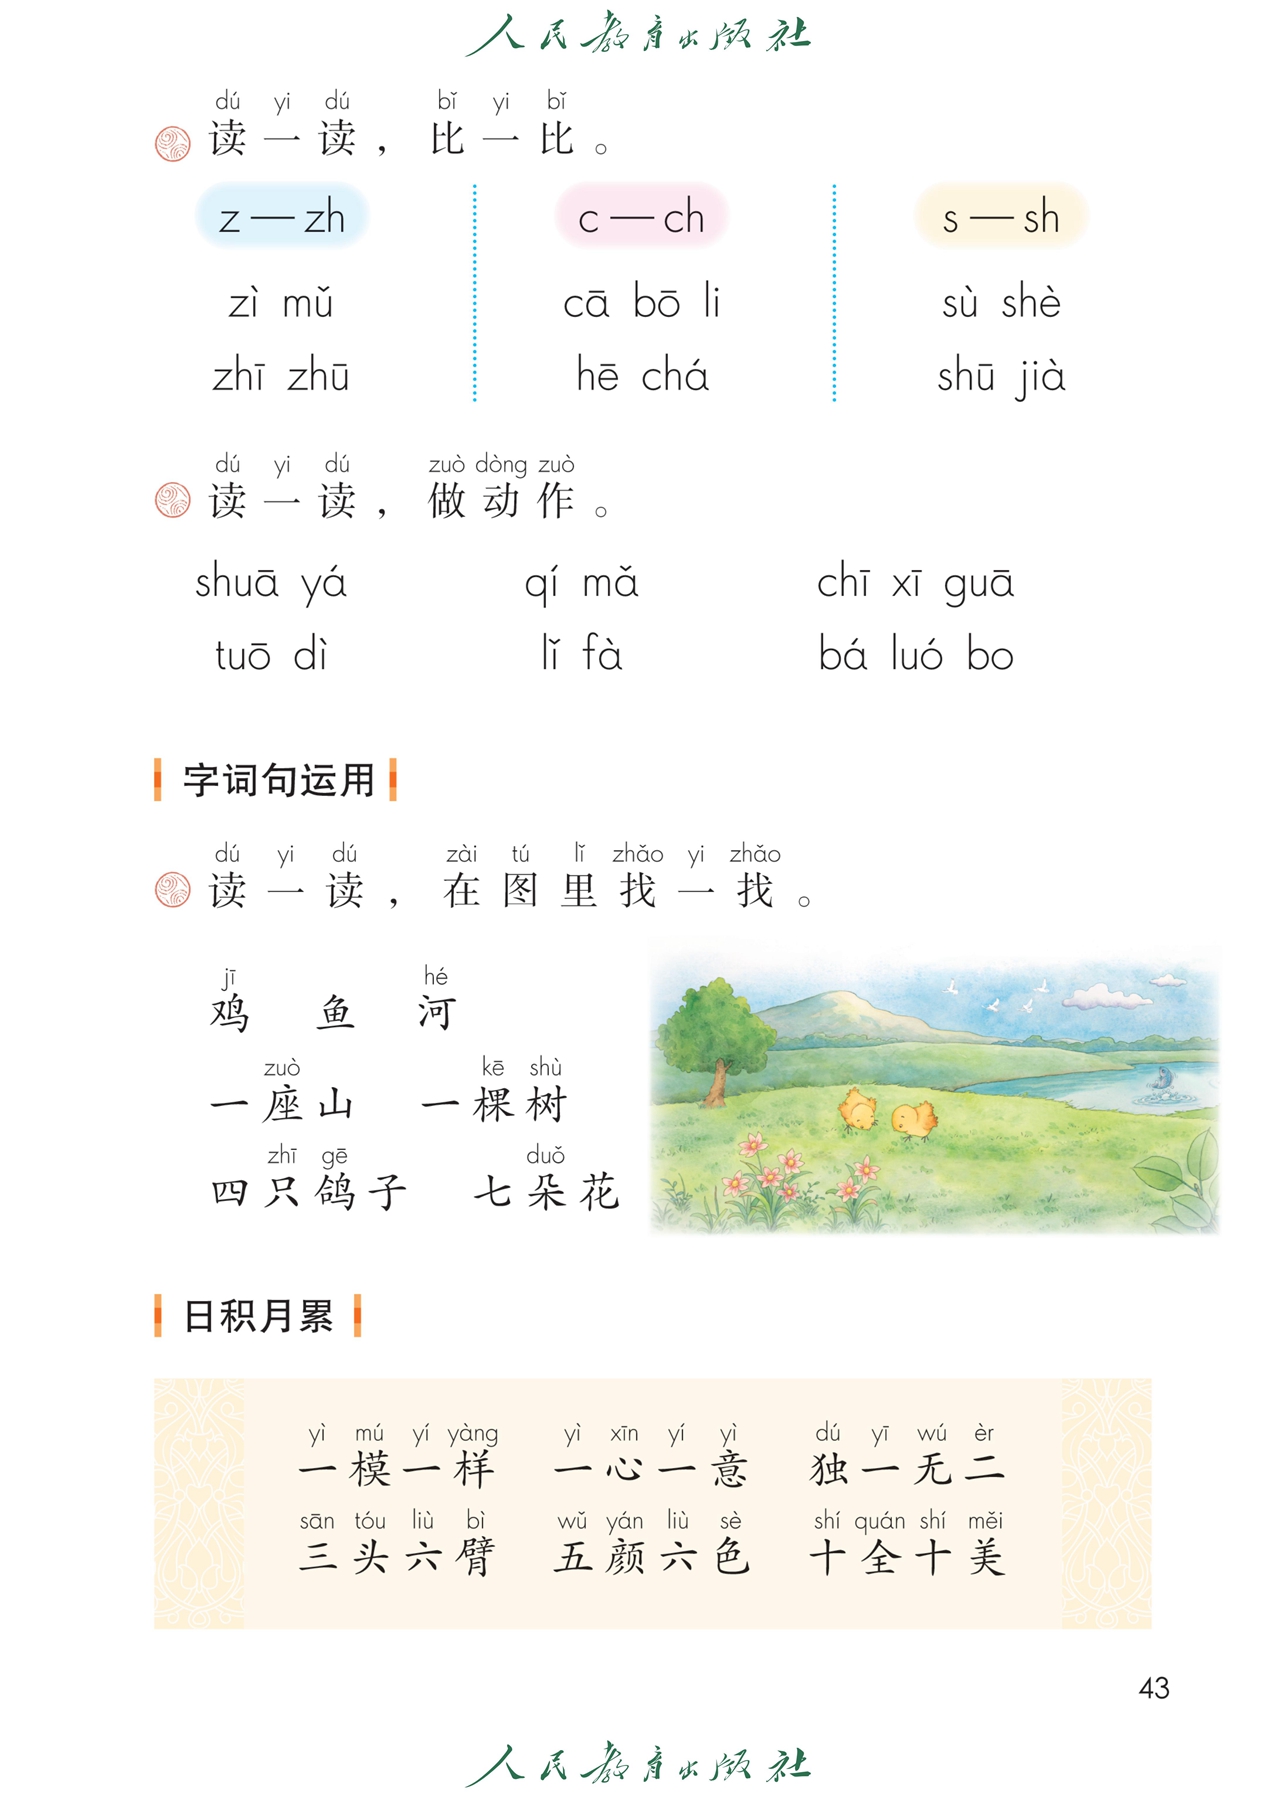 人民教育出版社
dú yi dú bǐ yi bǐ
读一读，比一比。
z — zh c — ch s — sh
zì mǔ cā bō li sù shè
zhī zhū hē chá shū jià
dú yi dú zuò dòng zuò
读一读，做动作。
shuā yá qí mǎ chī xī guā
tuō dì lǐ fà bá luó bo
字词句运用
dú yi dú zài tú lǐ zhǎo yi zhǎo
读一读，在图里找一找。
jī hé
鸡 鱼 河
zuò kē shù
一座山 一棵树
zhī gē duǒ
四只鸽子 七朵花
日积月累
yì mú yí yàng yì xīn yí yì dú yī wú èr
一模一样 一心一意 独一无二
sān tóu liù bì wǔ yán liù sè shí quán shí měi
三头六臂 五颜六色 十全十美
43
人民教育出版社